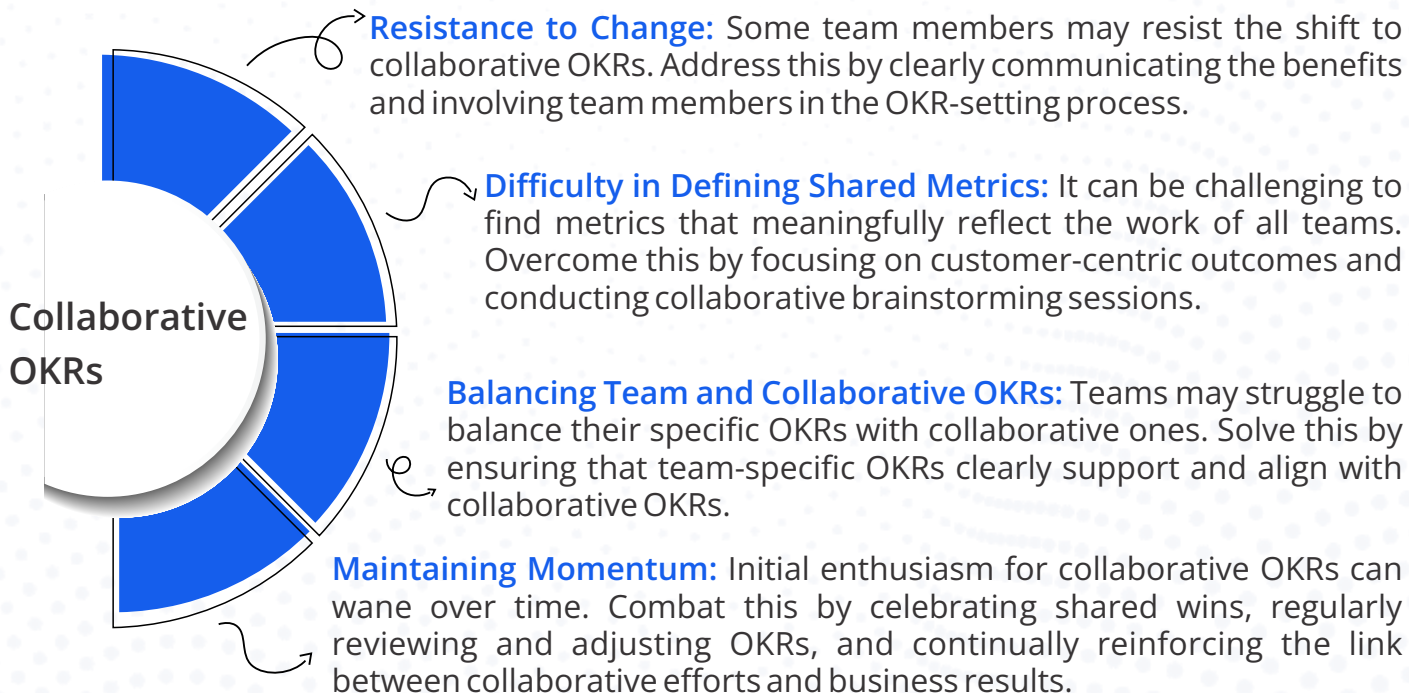 Resistance to Change: Some team members may resist the shift to
collaborative OKRs. Address this by clearly communicating the benefits
and involving team members in the OKR-setting process.
Difficulty in Defining Shared Metrics: It can be challenging to
find metrics that meaningfully reflect the work of all teams.
Overcome this by focusing on customer-centric outcomes and
conducting collaborative brainstorming sessions.
Collaborative
OKRs
Balancing Team and Collaborative OKRs: Teams may struggle to
balance their specific OKRs with collaborative ones. Solve this by
ensuring that team-specific OKRs clearly support and align with
collaborative OKRs.
Maintaining Momentum: Initial enthusiasm for collaborative OKRs can
wane over time. Combat this by celebrating shared wins, regularly
reviewing and adjusting OKRs, and continually reinforcing the link
between collaborative efforts and business results.